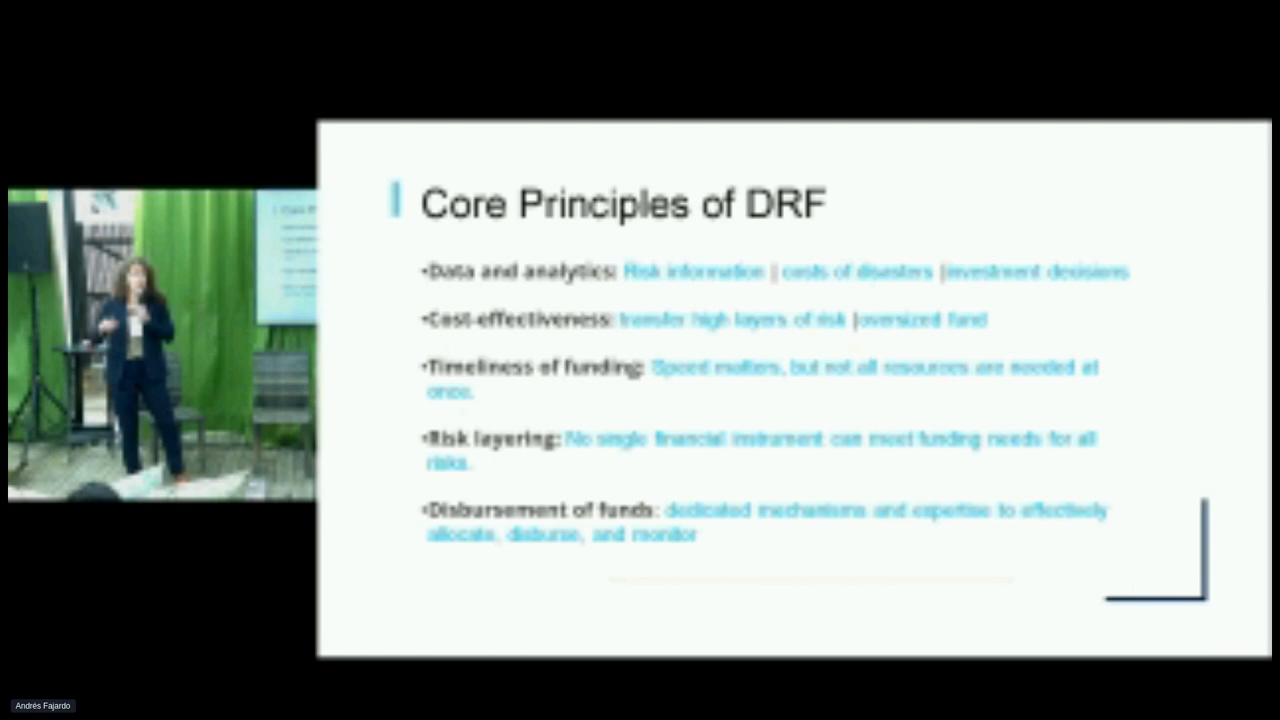 Core Principles of DRF
•Data and analytics: Risk information | costs of disasters |investment decisions
•Cost-effectiveness: transfer high layers of risk |oversized fund
•Timeliness of funding: Speed matters, but not all resources are needed at
once.
•Risk layering: No single financial instrument can meet funding needs for all
risks.
•Disbursement of funds: dedicated mechanisms and expertise to effectively
allocate, disburse, and monitor
Andrés Fajardo